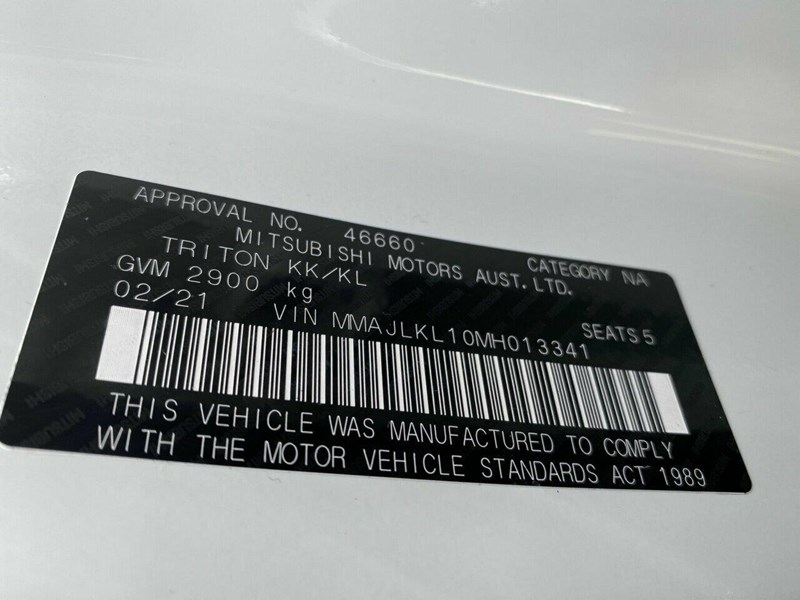 APPROVAL NO. 46660 CATEGORY NA
MITSUBISHI MOTORS AUST. LTD.
TRITON KK/KL
GVM 2900 kg SEATS 5
02/21 VIN MMAJLKL10MH013341
THIS VEHICLE WAS MANUFACTURED TO COMPLY
WITH THE MOTOR VEHICLE STANDARDS ACT 1989